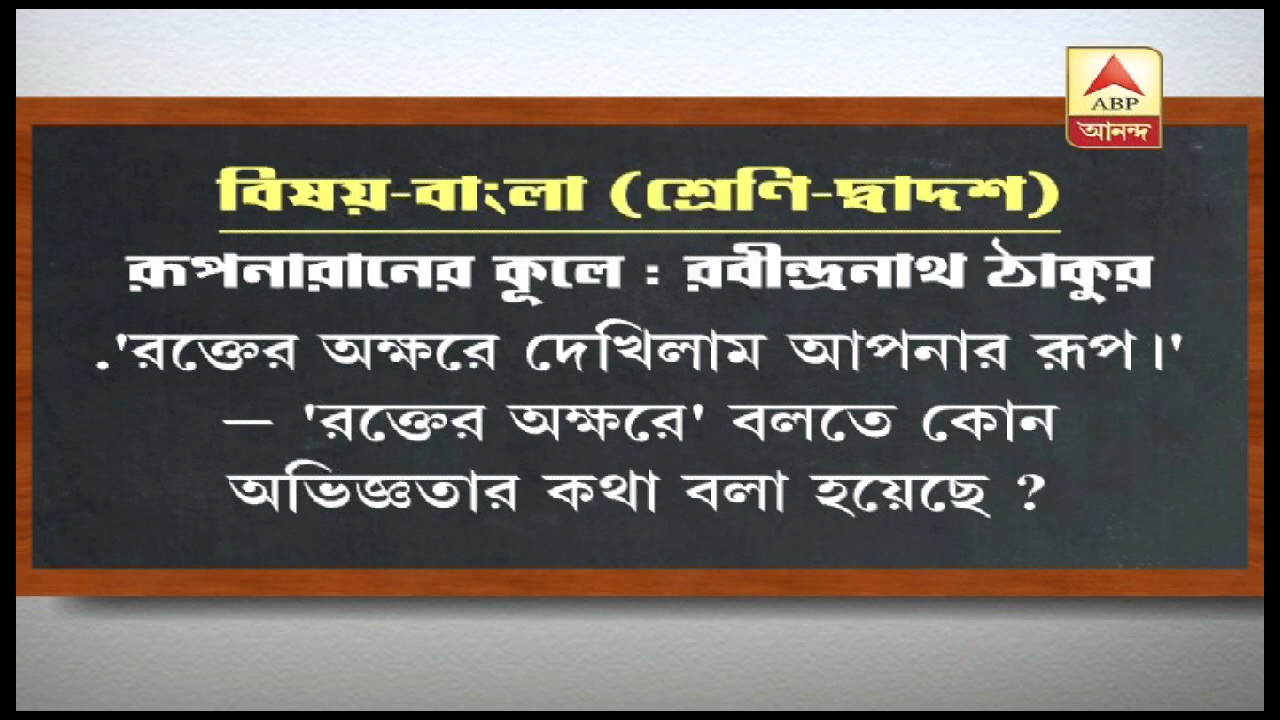 ABP
আনন্দ
বিষয়-বাংলা (শ্রেণি-দ্বাদশ)
রূপনারানের কূলে : রবীন্দ্রনাথ ঠাকুর
.'রক্তের অক্ষরে দেখিলাম আপনার রূপ।'
— 'রক্তের অক্ষরে' বলতে কোন
অভিজ্ঞতার কথা বলা হয়েছে ?